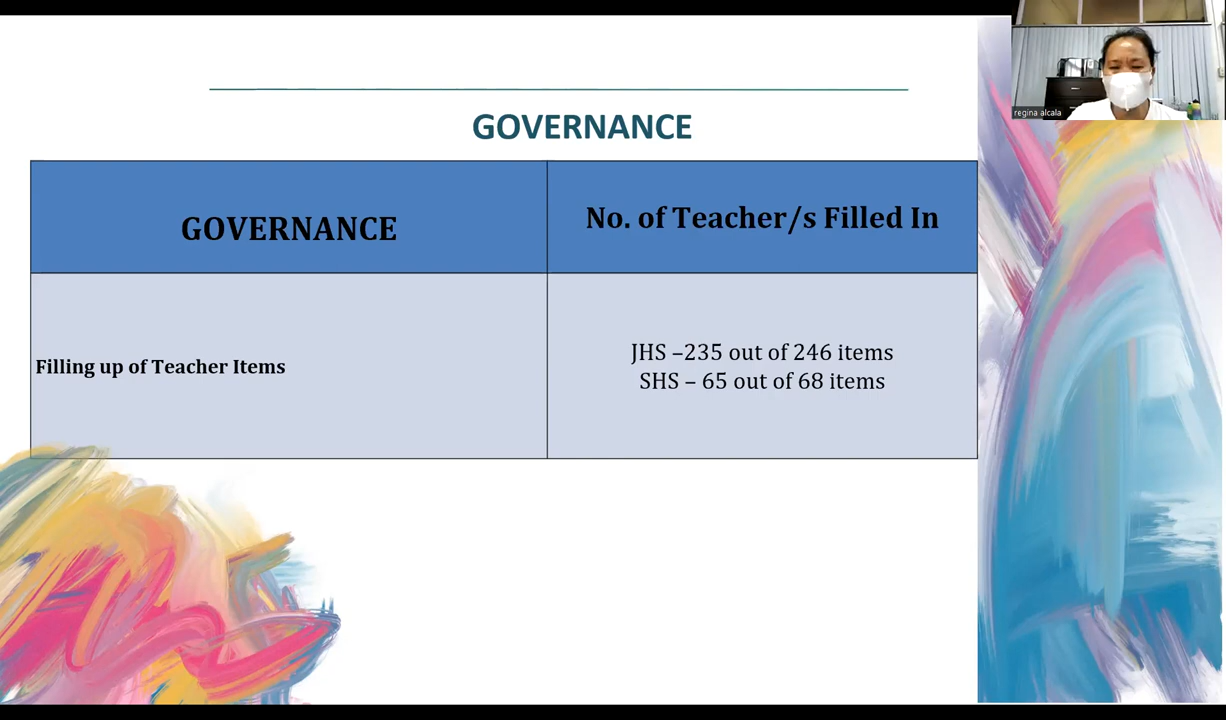 regina alcala
GOVERNANCE
GOVERNANCE
No. of Teacher/s Filled In
Filling up of Teacher Items
JHS –235 out of 246 items
SHS – 65 out of 68 items